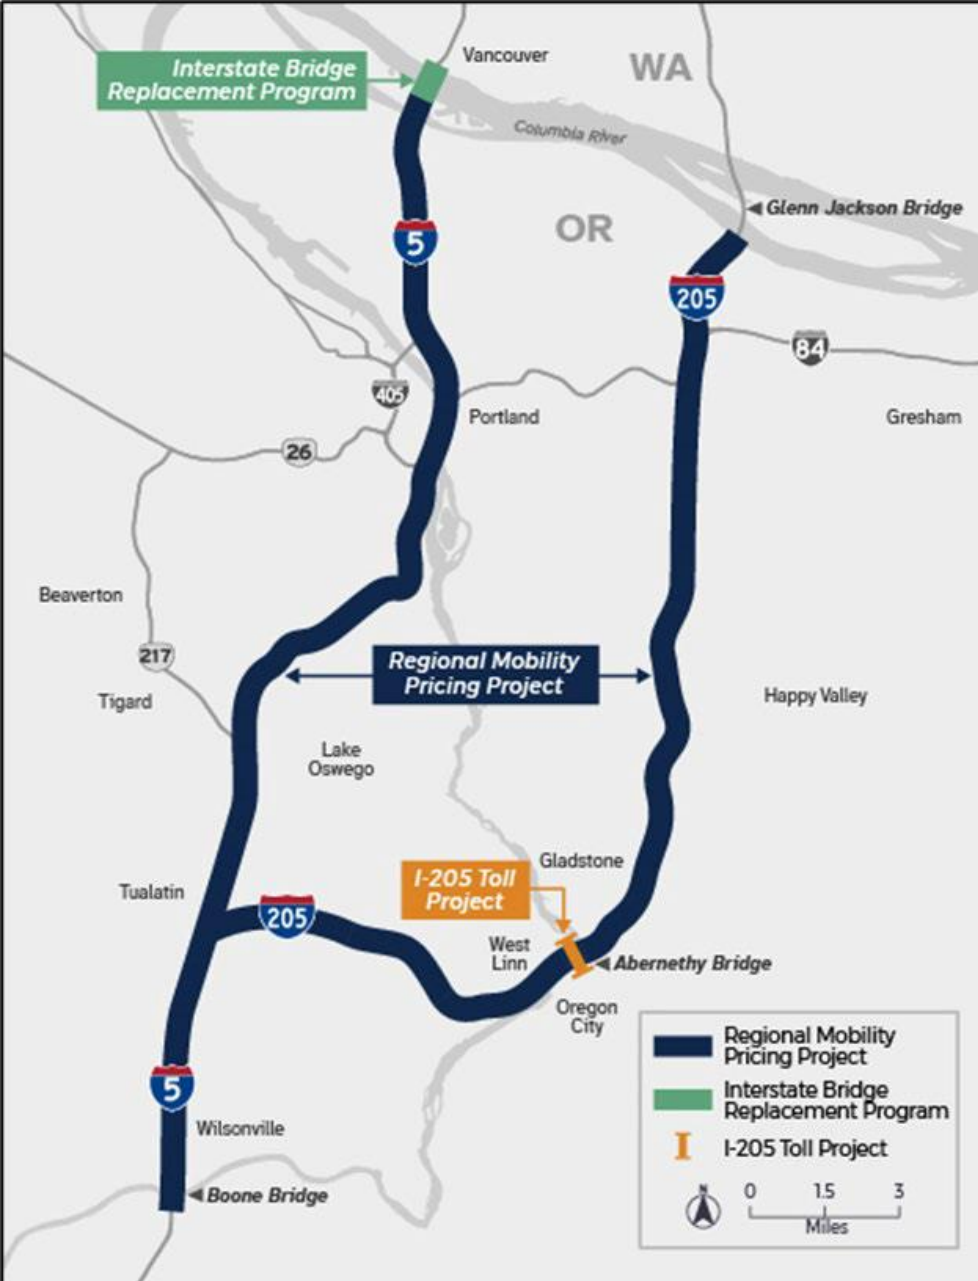 Vancouver
WA
Interstate Bridge
Replacement Program
Columbia River
Glenn Jackson Bridge
OR
5
205
84
405
Portland
Gresham
26
Beaverton
217
Regional Mobility
Pricing Project
Tigard
Happy Valley
Lake
Oswego
Gladstone
I-205 Toll
Project
Tualatin
205
West
Linn
Abernethy Bridge
Oregon
City
5
Wilsonville
Boone Bridge
Regional Mobility
Pricing Project
Interstate Bridge
Replacement Program
I-205 Toll Project
N
0 1.5 3
Miles